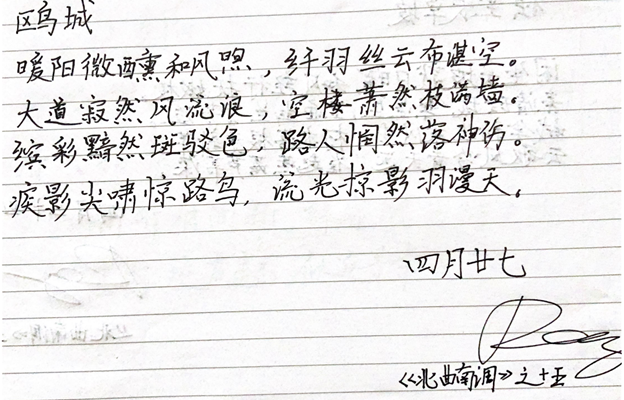 鸥城
暖阳微醺和风煦，纤羽丝云布湛空。
大道寂然风流浪，空楼萧然枝满墙。
缤彩黯然斑驳色，路人惘然落神伤。
疾影尖啸惊路鸟，流光掠影羽漫天。
四月廿七
《北曲南调》之十五